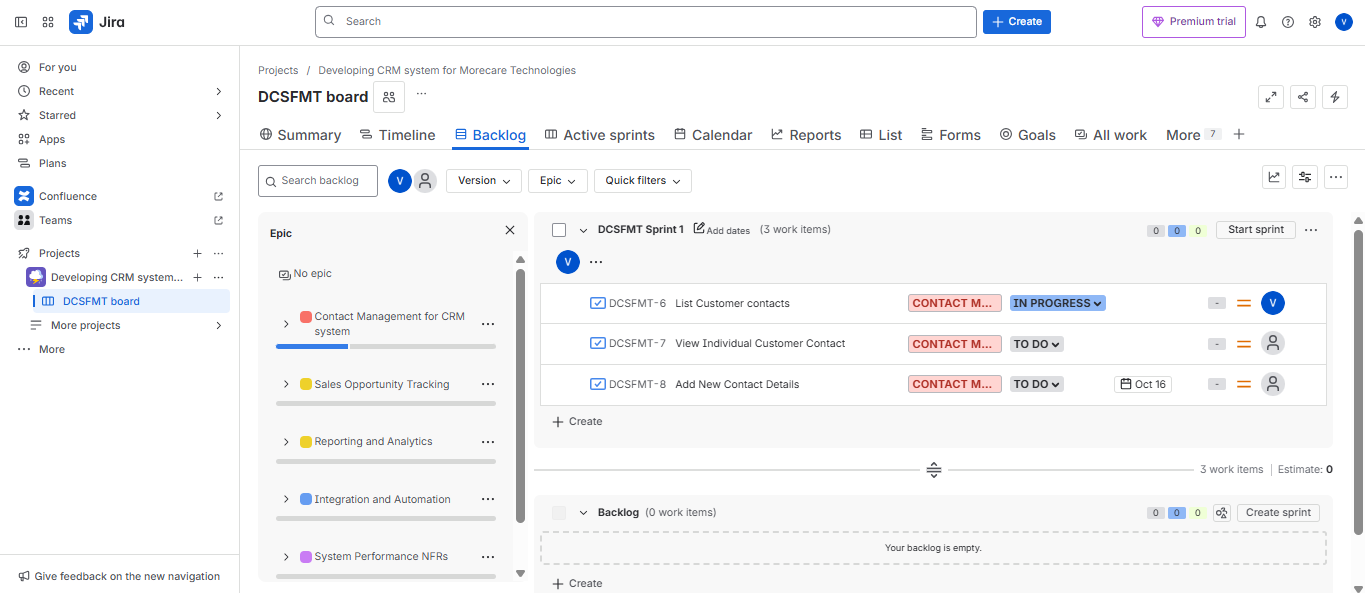 Jira
Search
Create
Premium trial
V
For you
Recent
Starred
Apps
Plans
Confluence
Teams
Projects
Developing CRM system...
DCSFMT board
More projects
More
Give feedback on the new navigation
Projects / Developing CRM system for Morecare Technologies
DCSFMT board
Summary Timeline Backlog Active sprints Calendar Reports List Forms Goals All work More 7
Search backlog V Version Epic Quick filters
Epic
No epic
Contact Management for CRM
system
Sales Opportunity Tracking
Reporting and Analytics
Integration and Automation
System Performance NFRs
DCSFMT Sprint 1 Add dates (3 work items) 0 0 0 Start sprint
V
DCSFMT-6 List Customer contacts CONTACT M... IN PROGRESS - V
DCSFMT-7 View Individual Customer Contact CONTACT M... TO DO -
DCSFMT-8 Add New Contact Details CONTACT M... TO DO Oct 16 -
Create
3 work items Estimate: 0
Backlog (0 work items) 0 0 0 Create sprint
Your backlog is empty.
Create